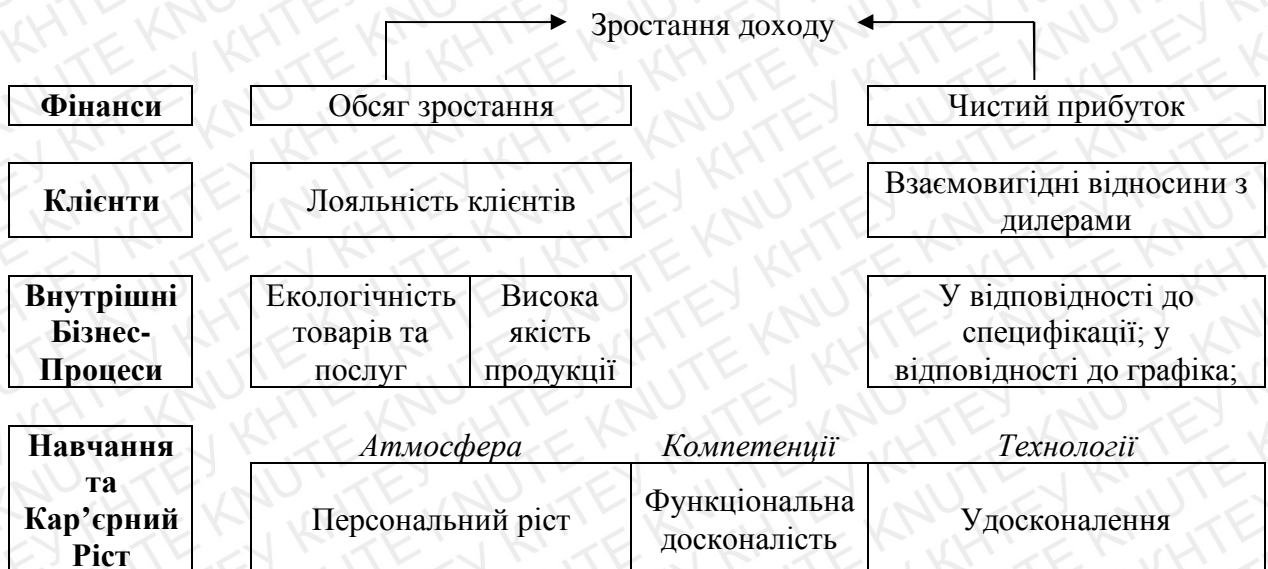 Зростання доходу
Фінанси
Обсяг зростання
Чистий прибуток
Клієнти
Лояльність клієнтів
Взаємовигідні відносини з
дилерами
Внутрішні
Бізнес-
Процеси
Екологічність
товарів та
послуг
Висока
якість
продукції
У відповідності до
специфікації; у
відповідності до графіка;
Навчання
та
Кар’єрний
Ріст
Атмосфера
Компетенції
Технології
Персональний ріст
Функціональна
досконалість
Удосконалення